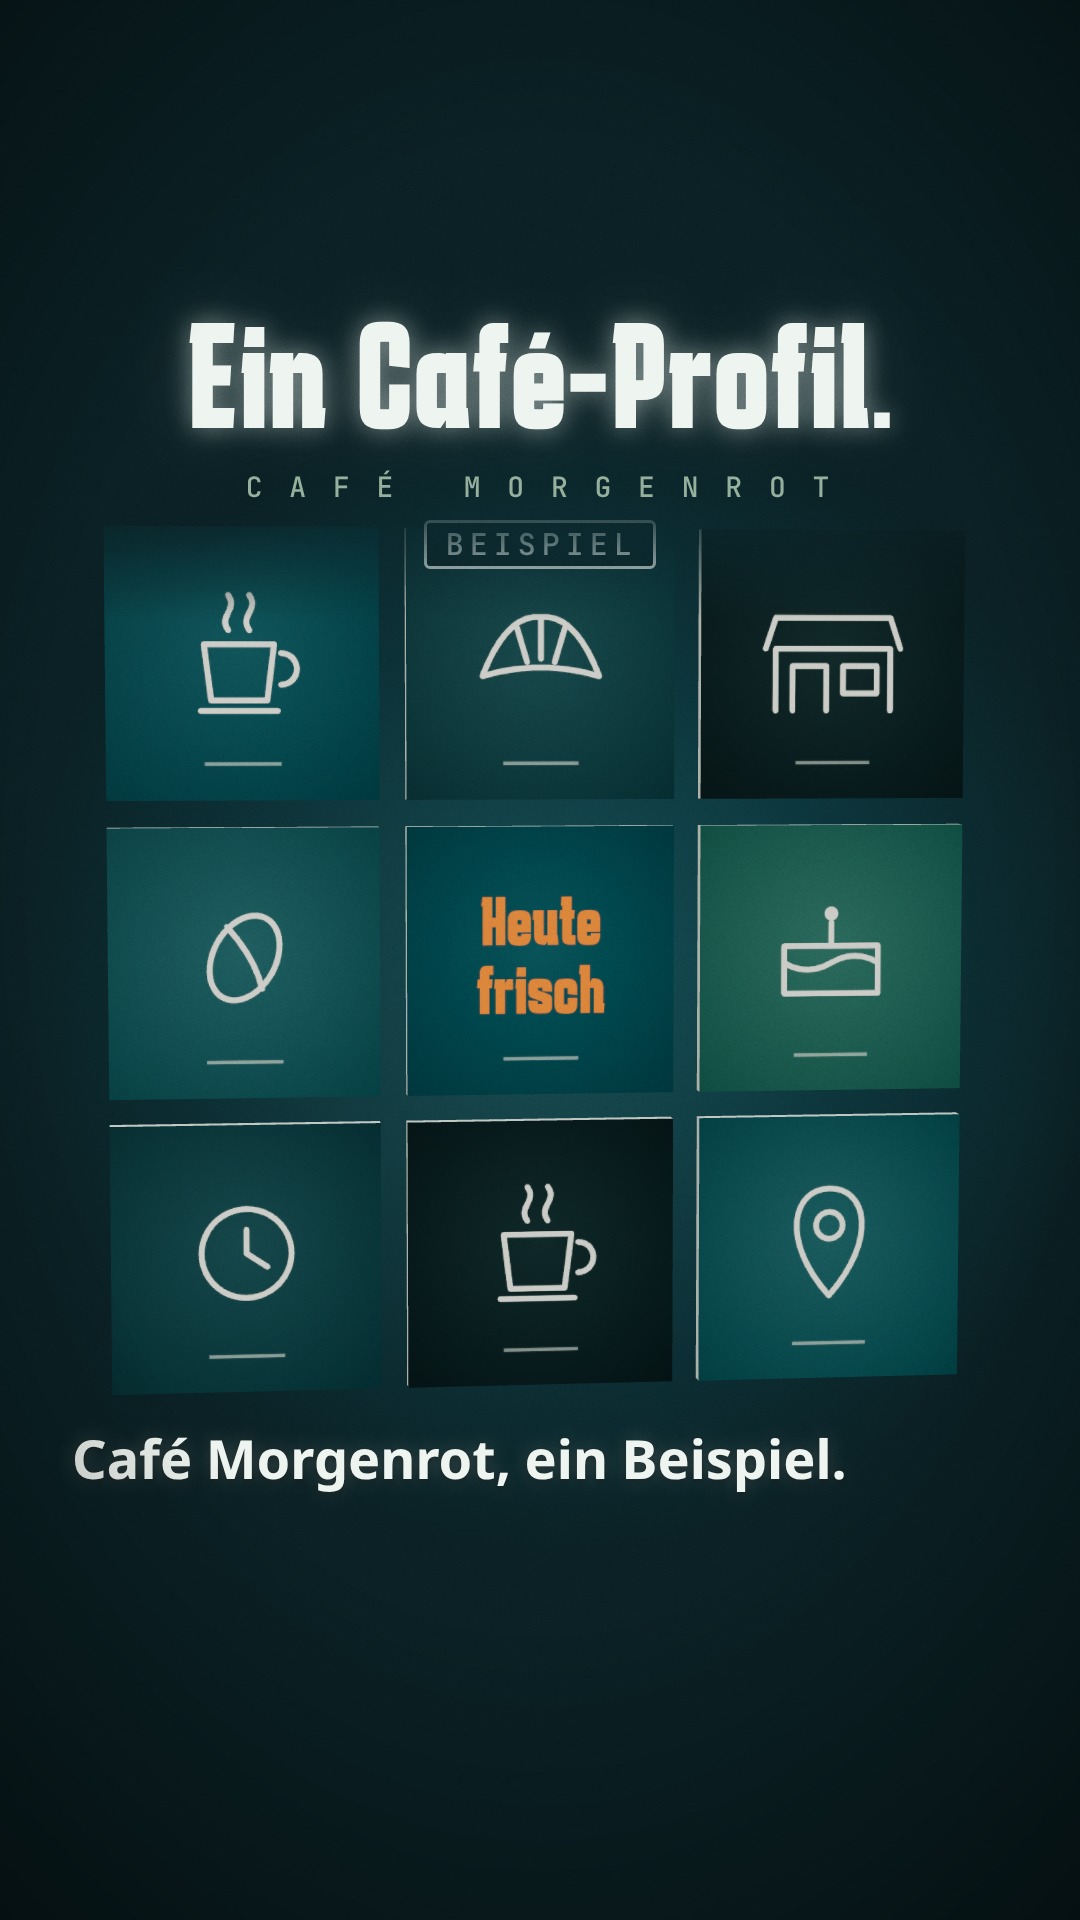 Ein Café-Profil.
CAFÉ MORGENROT
BEISPIEL
Heute
frisch
Café Morgenrot, ein Beispiel.